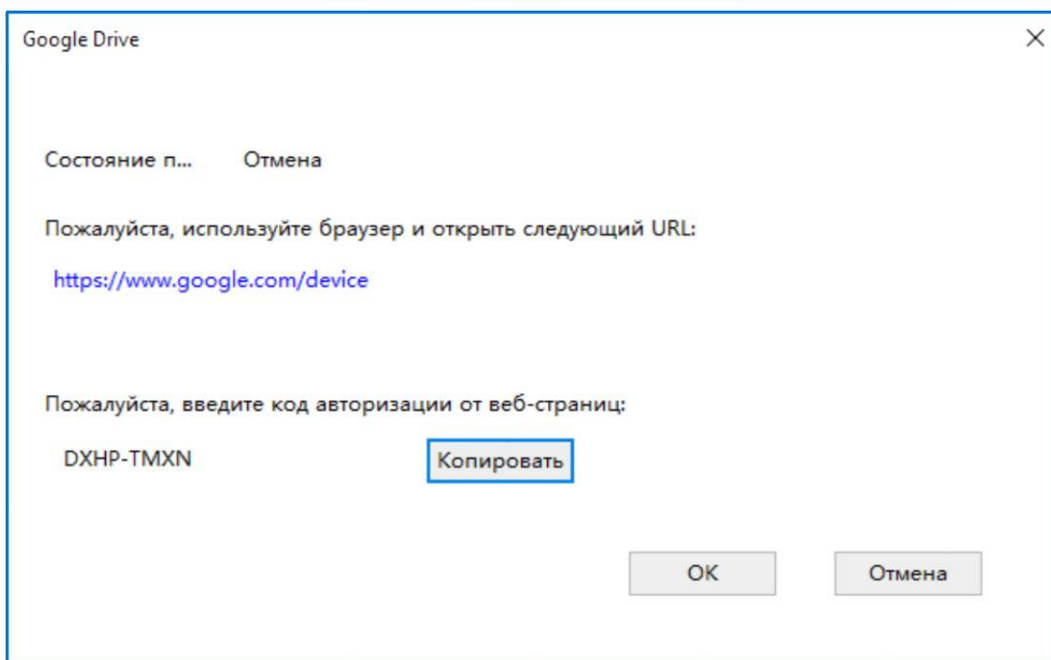 Google Drive
Состояние п... Отмена
Пожалуйста, используйте браузер и открыть следующий URL:
https://www.google.com/device
Пожалуйста, введите код авторизации от веб-страниц:
DXHP-TMXN Копировать
OK Отмена